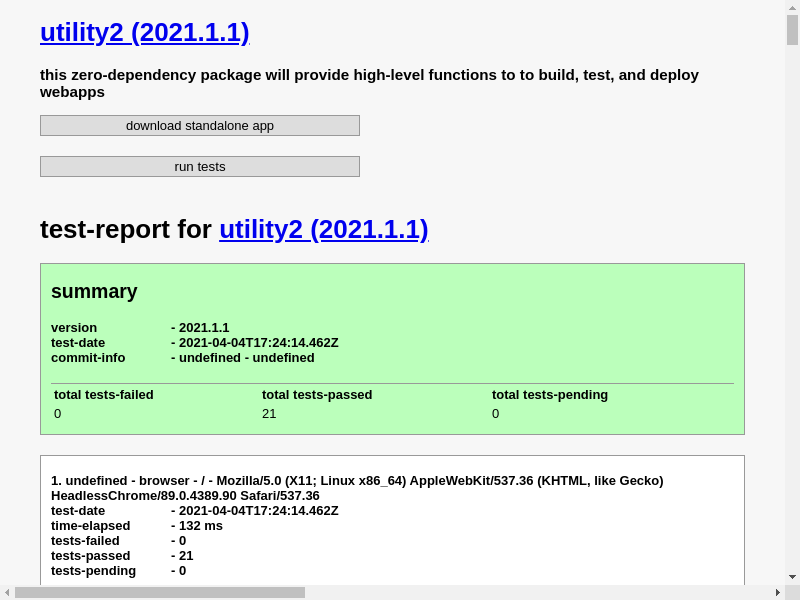 utility2 (2021.1.1)
this zero-dependency package will provide high-level functions to to build, test, and deploy
webapps
download standalone app
run tests
test-report for utility2 (2021.1.1)
summary
version - 2021.1.1
test-date - 2021-04-04T17:24:14.462Z
commit-info - undefined - undefined
total tests-failed total tests-passed total tests-pending
0 21 0
1. undefined - browser - / - Mozilla/5.0 (X11; Linux x86_64) AppleWebKit/537.36 (KHTML, like Gecko)
HeadlessChrome/89.0.4389.90 Safari/537.36
test-date - 2021-04-04T17:24:14.462Z
time-elapsed - 132 ms
tests-failed - 0
tests-passed - 21
tests-pending - 0